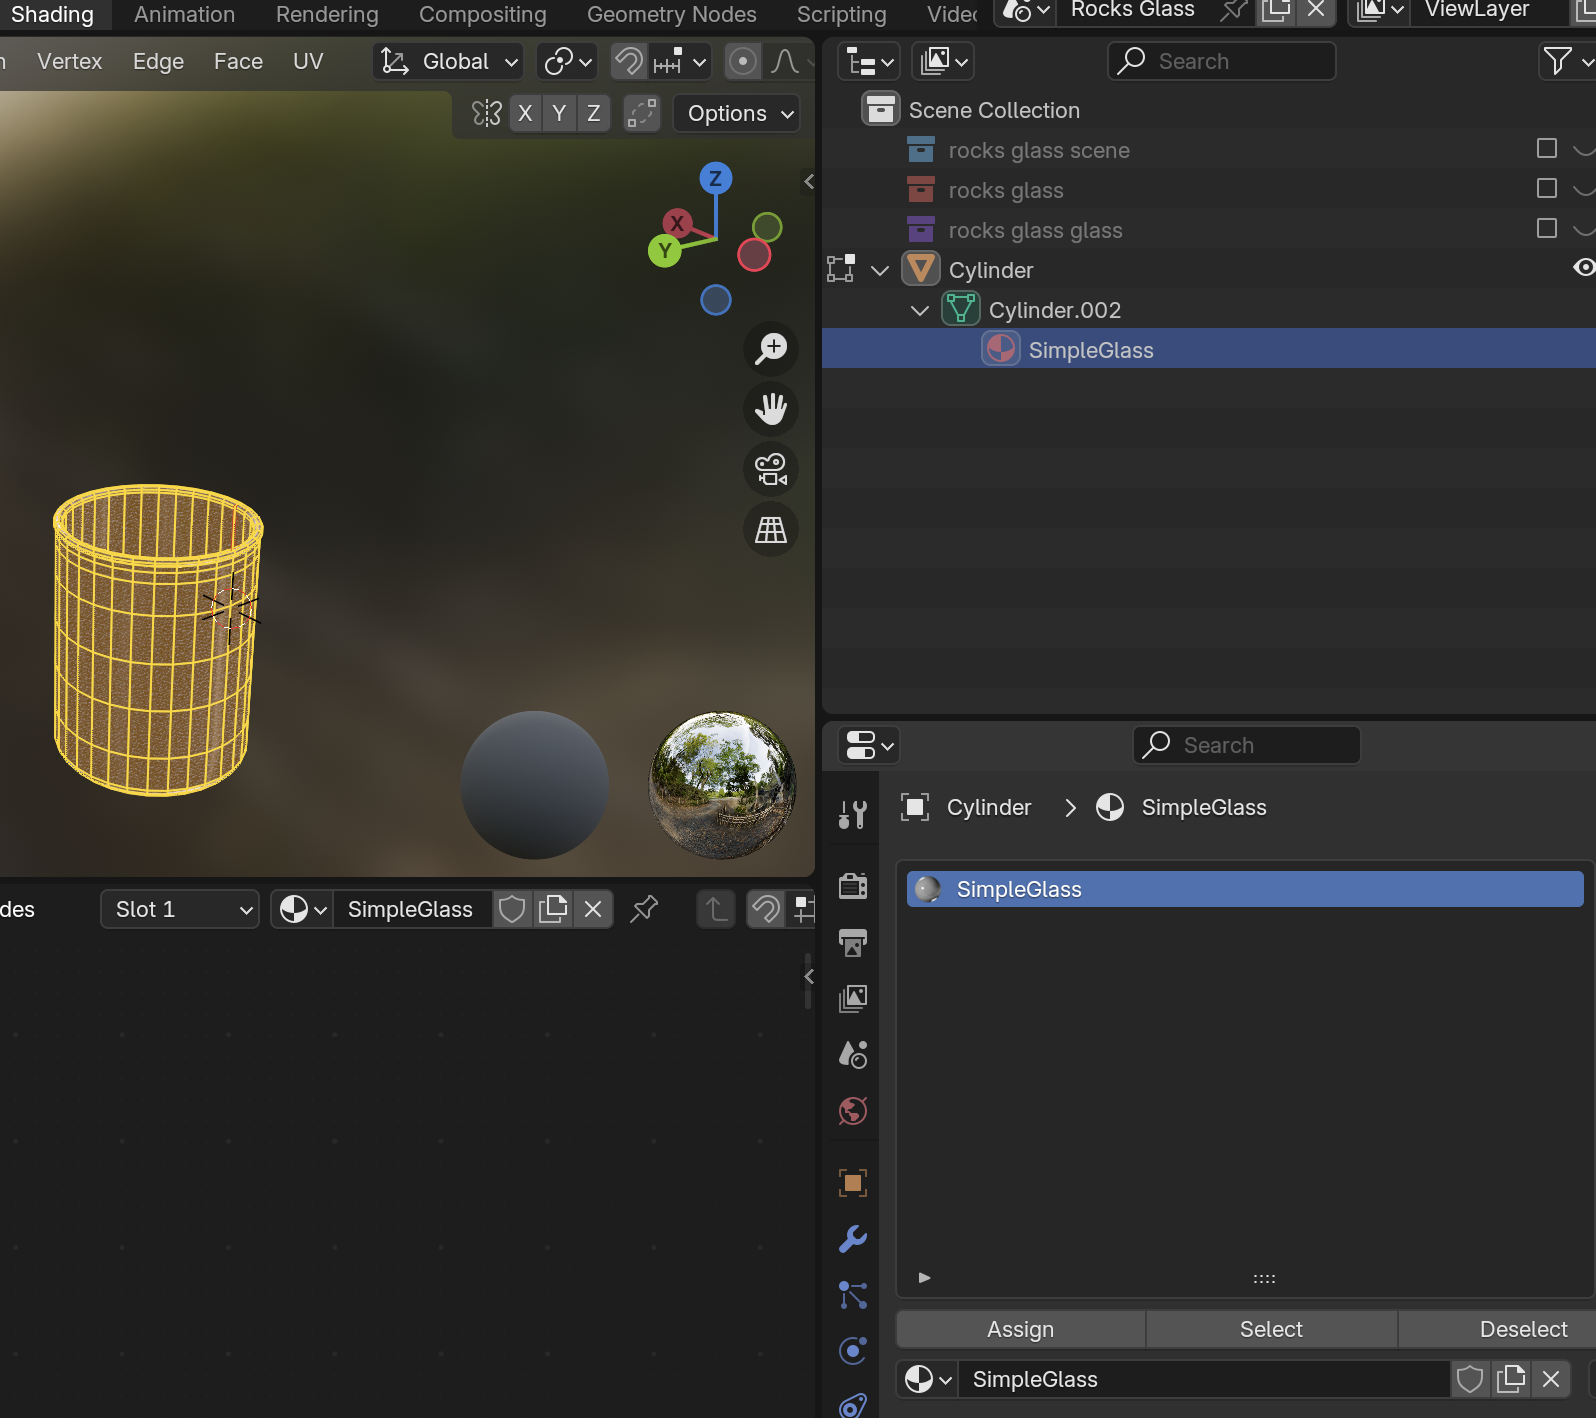 Shading Animation Rendering Compositing Geometry Nodes Scripting Rocks Glass ViewLayer
Vertex Edge Face UV Global Search
X Y Z Options
Scene Collection
rocks glass scene
rocks glass
rocks glass glass
Cylinder
Cylinder.002
SimpleGlass
Z
X
Y
Search
Cylinder > SimpleGlass
SimpleGlass
des Slot 1 SimpleGlass
Assign Select Deselect
SimpleGlass